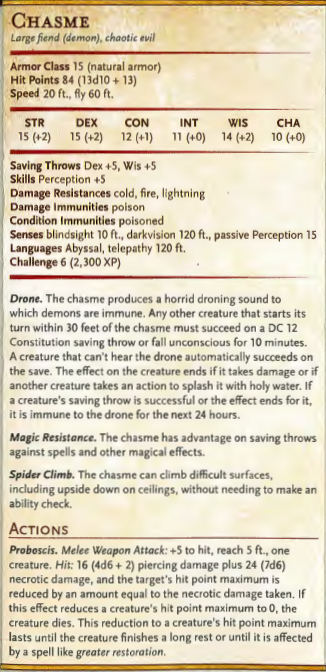 CHASME
Large fiend (demon), chaotic evil
Armor Class 15 (natural armor)
Hit Points 84 (13d10 + 13)
Speed 20 ft., fly 60 ft.
STR DEX CON INT WIS CHA
15 (+2) 15 (+2) 12 (+1) 11 (+0) 14 (+2) 10 (+0)
Saving Throws Dex +5, Wis +5
Skills Perception +5
Damage Resistances cold, fire, lightning
Damage Immunities poison
Condition Immunities poisoned
Senses blindsight 10 ft., darkvision 120 ft., passive Perception 15
Languages Abyssal, telepathy 120 ft.
Challenge 6 (2,300 XP)
Drone. The chasme produces a horrid droning sound to
which demons are immune. Any other creature that starts its
turn within 30 feet of the chasme must succeed on a DC 12
Constitution saving throw or fall unconscious for 10 minutes.
A creature that can't hear the drone automatically succeeds on
the save. The effect on the creature ends if it takes damage or if
another creature takes an action to splash it with holy water. If
a creature's saving throw is successful or the effect ends for it,
it is immune to the drone for the next 24 hours.
Magic Resistance. The chasme has advantage on saving throws
against spells and other magical effects.
Spider Climb. The chasme can climb difficult surfaces,
including upside down on ceilings, without needing to make an
ability check.
ACTIONS
Proboscis. Melee Weapon Attack: +5 to hit, reach 5 ft., one
creature. Hit: 16 (4d6 + 2) piercing damage plus 24 (7d6)
necrotic damage, and the target's hit point maximum is
reduced by an amount equal to the necrotic damage taken. If
this effect reduces a creature's hit point maximum to 0, the
creature dies. This reduction to a creature's hit point maximum
lasts until the creature finishes a long rest or until it is affected
by a spell like greater restoration.